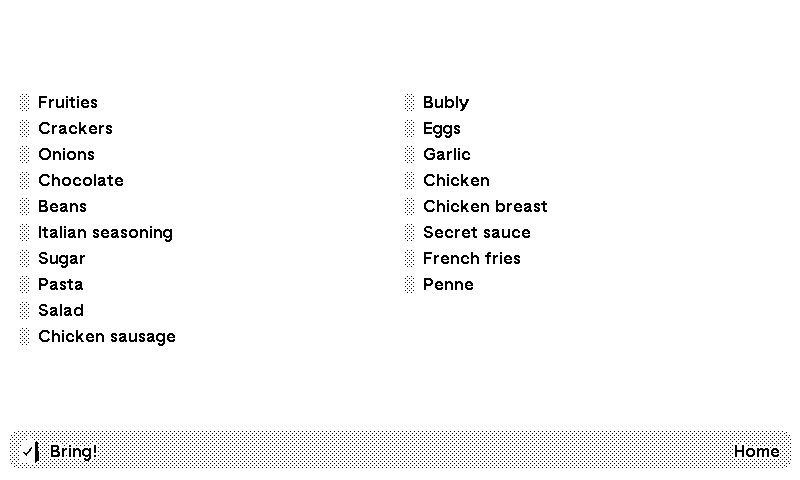 Fruities
Crackers
Onions
Chocolate
Beans
Italian seasoning
Sugar
Pasta
Salad
Chicken sausage
Bubly
Eggs
Garlic
Chicken
Chicken breast
Secret sauce
French fries
Penne
Bring!
Home